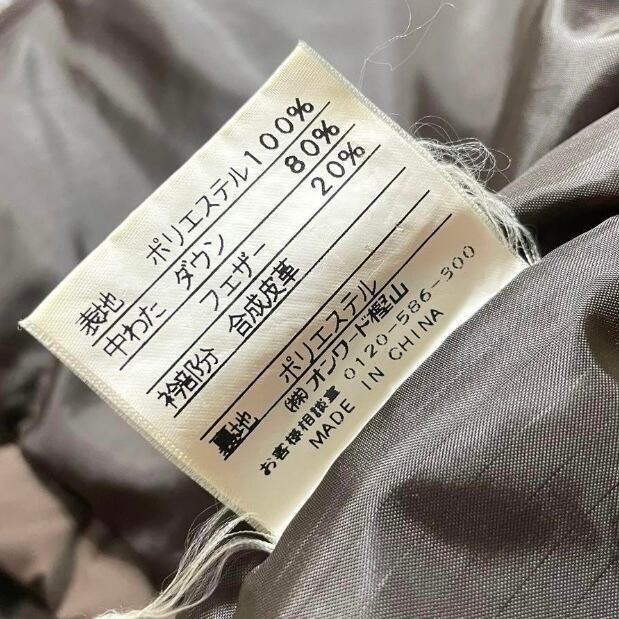 表地 ポリエステル100%
中わた ダウン 80%
フェザー 20%
衿部分 合成皮革
裏地 ポリエステル
(株)オンワード樫山
お客様相談室 0120-586-300
MADE IN CHINA